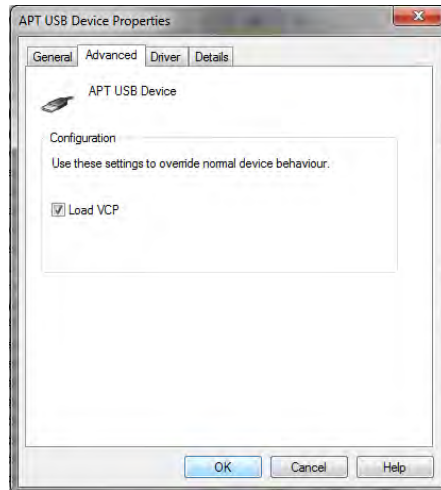 APT USB Device Properties
General Advanced Driver Details
APT USB Device
Configuration
Use these settings to override normal device behaviour.
Load VCP
OK Cancel Help